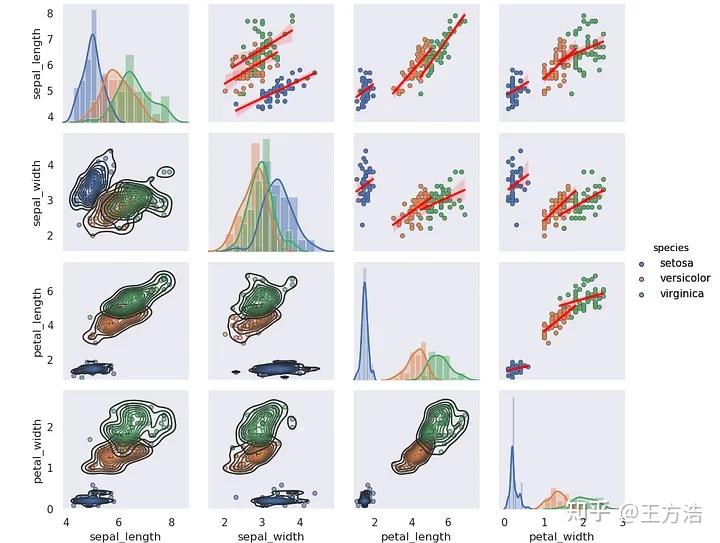 8
7
6
5
4
sepal_length
4
3
2
sepal_width
species
setosa
versicolor
virginica
6
4
2
petal_length
2
1
0
petal_width
4 6 8
2 3 4
2 4 6
0 1 2 3
sepal_length
sepal_width
petal_length
petal_width
知乎 @王方浩